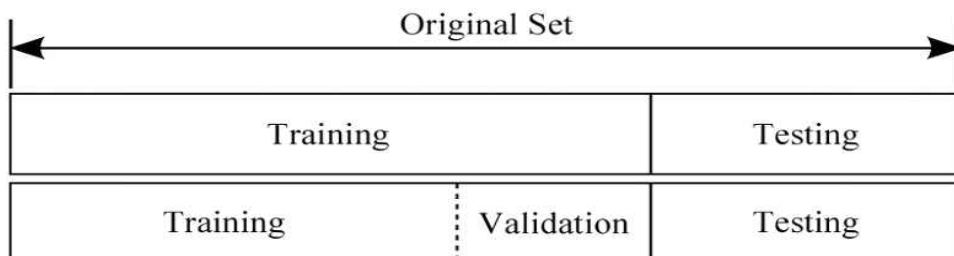 Original Set
Training Testing
Training Validation Testing